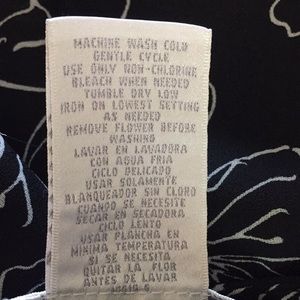 MACHINE WASH COLD
GENTLE CYCLE
USE ONLY NON-CHLORINE
BLEACH WHEN NEEDED
TUMBLE DRY LOW
IRON ON LOWEST SETTING
AS NEEDED
REMOVE FLOWER BEFORE
WASHING
LAVAR EN LAVADORA
CON AGUA FRIA
CICLO DELICADO
USAR SOLAMENTE
BLANQUEADOR SIN CLORO
CUANDO SE NECESITE
SECAR EN SECADORA
CICLO LENTO
USAR PLANCHA EN
MINIMA TEMPERATURA
SI SE NECESITA
QUITAR LA FLOR
ANTES DE LAVAR